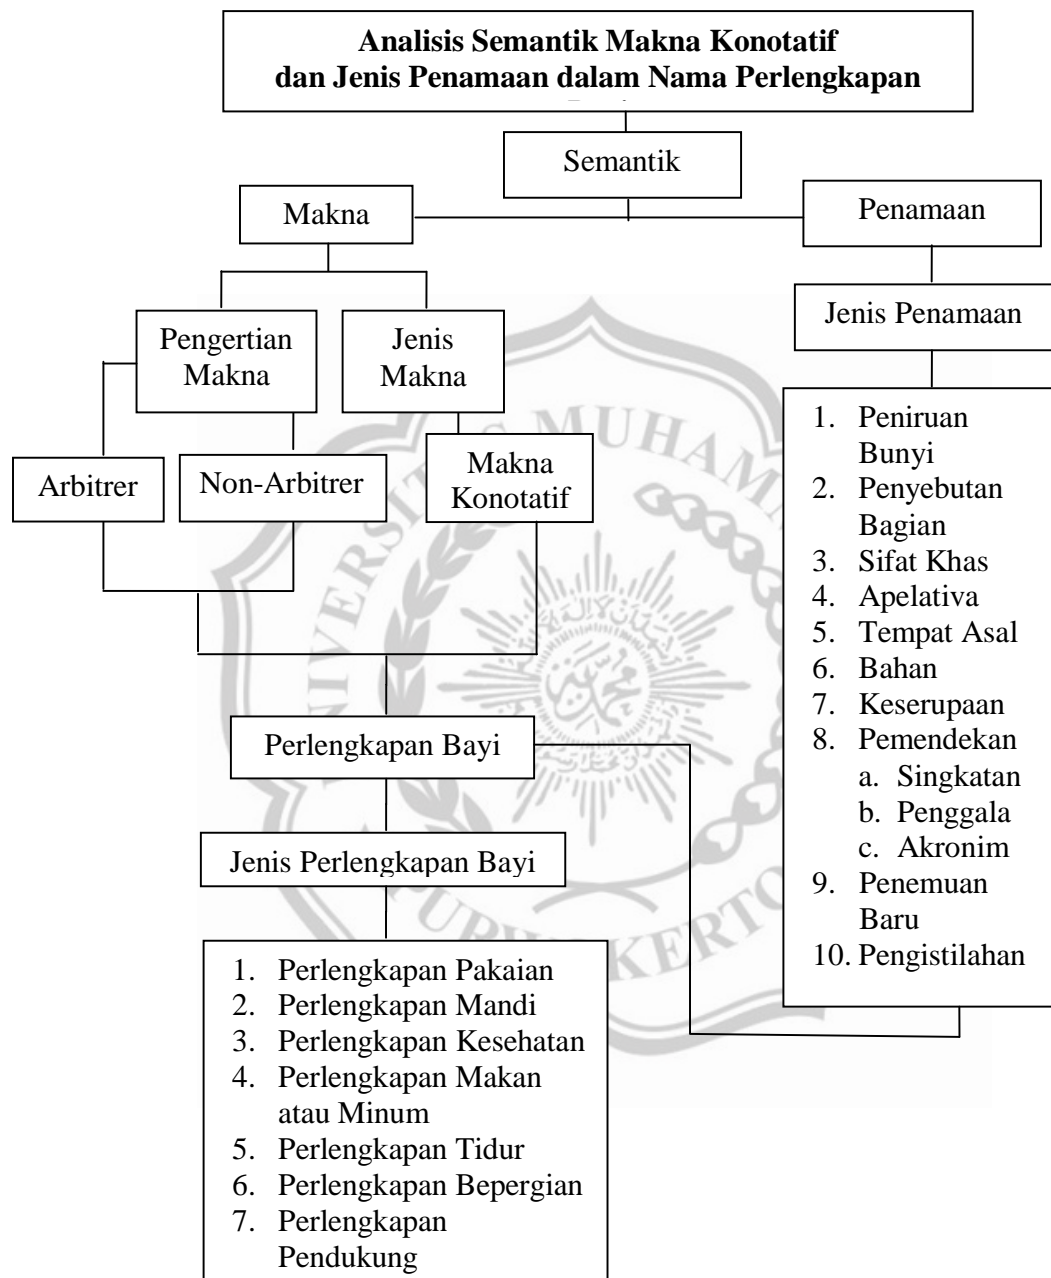 Analisis Semantik Makna Konotatif
dan Jenis Penamaan dalam Nama Perlengkapan
Semantik
Makna
Penamaan
Pengertian
Makna
Jenis
Makna
Jenis Penamaan
Arbitrer
Non-Arbitrer
Makna
Konotatif
1. Peniruan
Bunyi
2. Penyebutan
Bagian
3. Sifat Khas
4. Apelativa
5. Tempat Asal
6. Bahan
7. Keserupaan
8. Pemendekan
a. Singkatan
b. Penggala
c. Akronim
9. Penemuan
Baru
10. Pengistilahan
Perlengkapan Bayi
Jenis Perlengkapan Bayi
1. Perlengkapan Pakaian
2. Perlengkapan Mandi
3. Perlengkapan Kesehatan
4. Perlengkapan Makan
atau Minum
5. Perlengkapan Tidur
6. Perlengkapan Bepergian
7. Perlengkapan
Pendukung